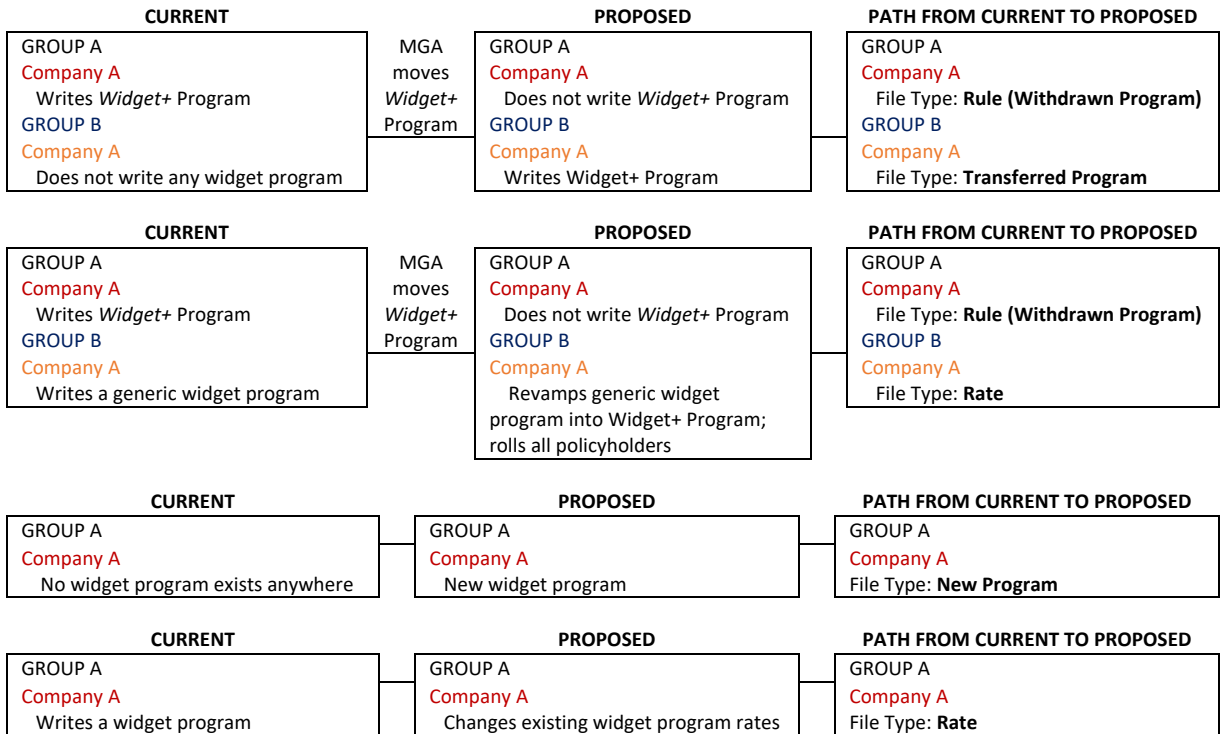 CURRENT
GROUP A
Company A
Writes Widget+ Program
GROUP B
Company A
Does not write any widget program
MGA
moves
Widget+
Program
PROPOSED
GROUP A
Company A
Does not write Widget+ Program
GROUP B
Company A
Writes Widget+ Program
PATH FROM CURRENT TO PROPOSED
GROUP A
Company A
File Type: Rule (Withdrawn Program)
GROUP B
Company A
File Type: Transferred Program
CURRENT
GROUP A
Company A
Writes Widget+ Program
GROUP B
Company A
Writes a generic widget program
MGA
moves
Widget+
Program
PROPOSED
GROUP A
Company A
Does not write Widget+ Program
GROUP B
Company A
Revamps generic widget
program into Widget+ Program;
rolls all policyholders
PATH FROM CURRENT TO PROPOSED
GROUP A
Company A
File Type: Rule (Withdrawn Program)
GROUP B
Company A
File Type: Rate
CURRENT
GROUP A
Company A
No widget program exists anywhere
PROPOSED
GROUP A
Company A
New widget program
PATH FROM CURRENT TO PROPOSED
GROUP A
Company A
File Type: New Program
CURRENT
GROUP A
Company A
Writes a widget program
PROPOSED
GROUP A
Company A
Changes existing widget program rates
PATH FROM CURRENT TO PROPOSED
GROUP A
Company A
File Type: Rate